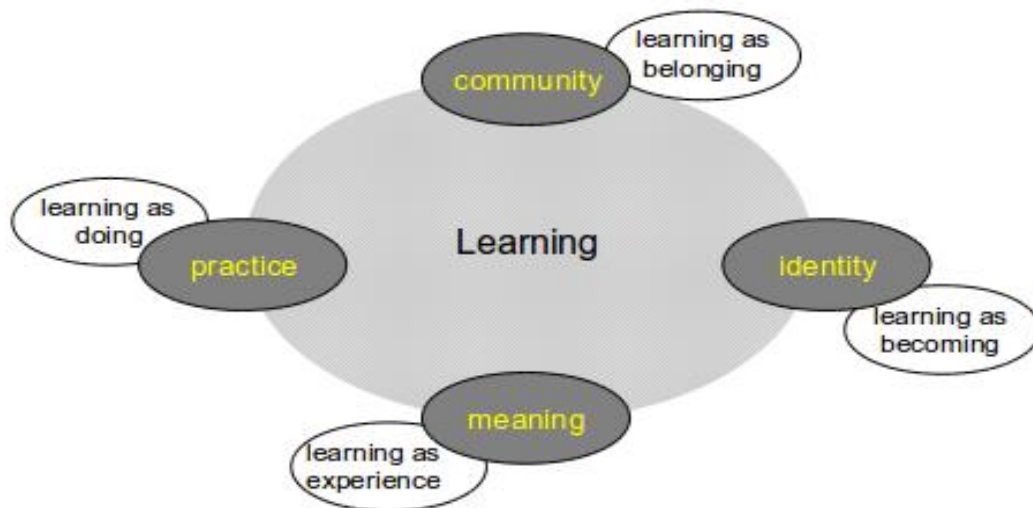 learning as
belonging
community
learning as
doing
practice
Learning
identity
learning as
becoming
meaning
learning as
experience